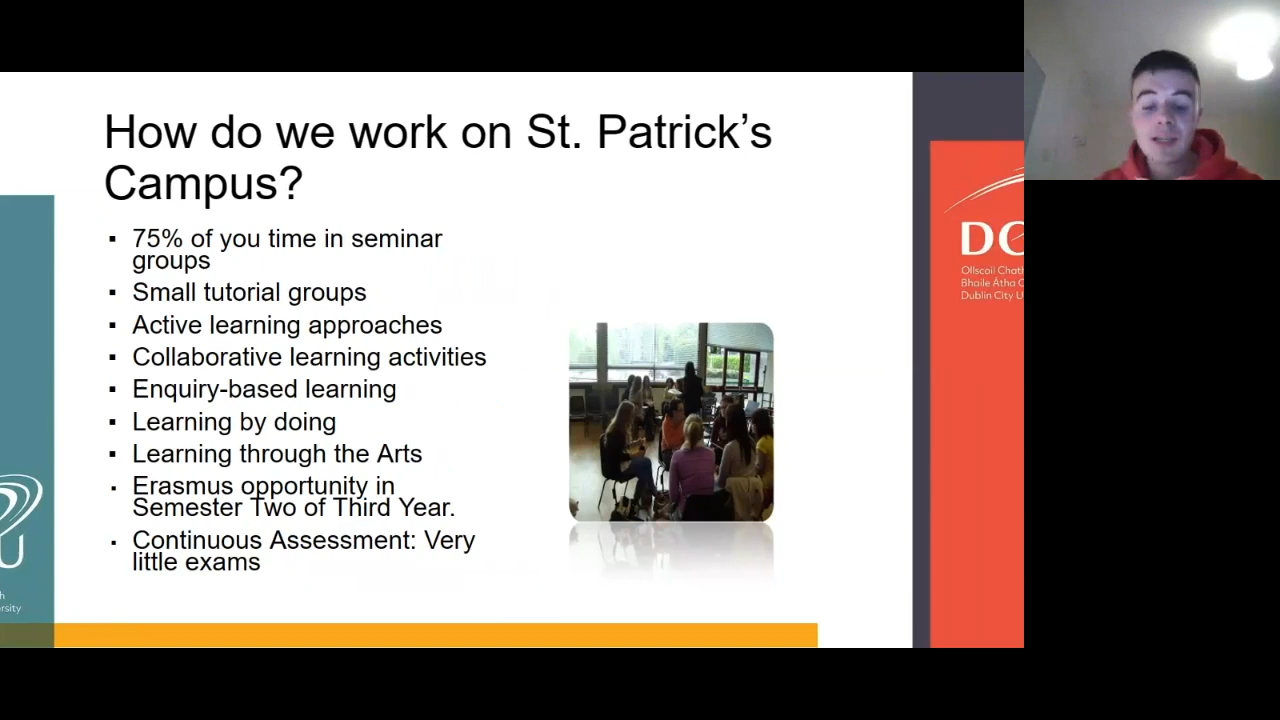 How do we work on St. Patrick’s
Campus?
▪ 75% of you time in seminar
groups
▪ Small tutorial groups
▪ Active learning approaches
▪ Collaborative learning activities
▪ Enquiry-based learning
▪ Learning by doing
▪ Learning through the Arts
▪ Erasmus opportunity in
Semester Two of Third Year.
▪ Continuous Assessment: Very
little exams
Ollscoil
Bhaile Átha
Dublin City U